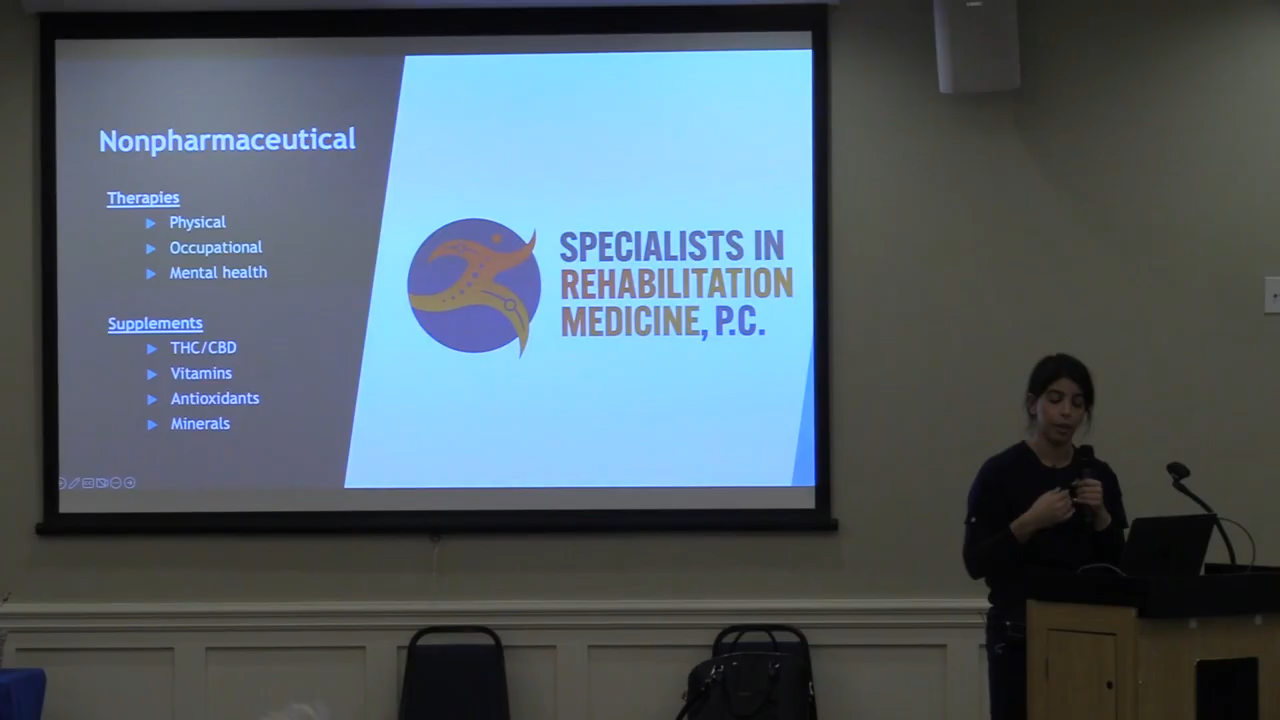 Nonpharmaceutical
Therapies
Physical
Occupational
Mental health
Supplements
THC/CBD
Vitamins
Antioxidants
Minerals
SPECIALISTS IN
REHABILITATION
MEDICINE, P.C.